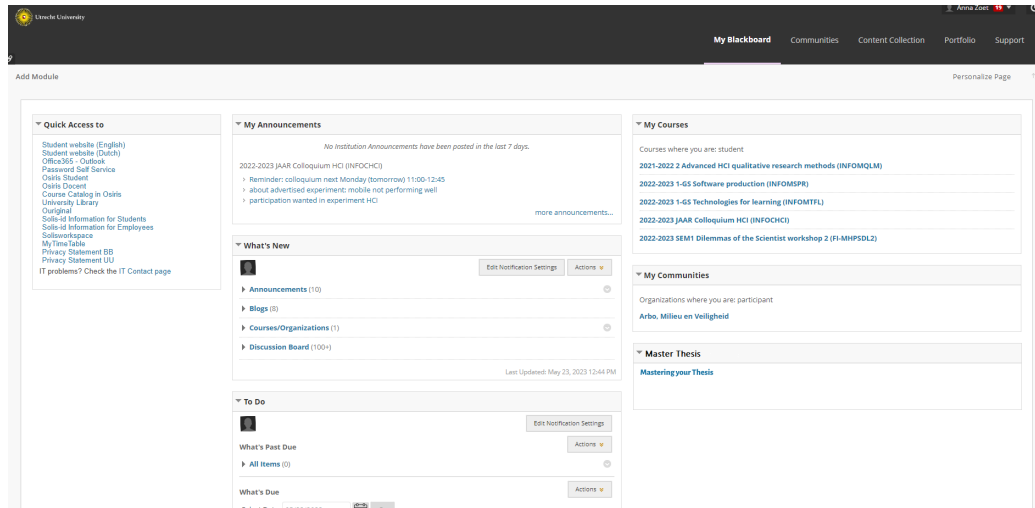 Utrecht University
Anna Zoet 19
My Blackboard Communities Content Collection Portfolio Support
Add Module
Personalize Page
Quick Access to
Student website (English)
Student website (Dutch)
Office365 - Outlook
Password Self Service
Osiris Student
Osiris Docent
Course Catalog in Osiris
University Library
Ouriginal
Solis-id Information for Students
Solis-id Information for Employees
Solisworkspace
MyTimeTable
Privacy Statement BB
Privacy Statement UU
IT problems? Check the IT Contact page
My Announcements
No Institution Announcements have been posted in the last 7 days.
2022-2023 JAAR Colloquium HCI (INFOCHCI)
Reminder: colloquium next Monday (tomorrow) 11:00-12:45
about advertised experiment: mobile not performing well
participation wanted in experiment HCI
more announcements...
What's New
Edit Notification Settings Actions
Announcements (10)
Blogs (8)
Courses/Organizations (1)
Discussion Board (100+)
Last Updated: May 23, 2023 12:44 PM
To Do
Edit Notification Settings
What's Past Due
Actions
All Items (0)
What's Due
Actions
My Courses
Courses where you are: student
2021-2022 2 Advanced HCI qualitative research methods (INFOMQLM)
2022-2023 1-GS Software production (INFOMSPR)
2022-2023 1-GS Technologies for learning (INFOMTFL)
2022-2023 JAAR Colloquium HCI (INFOCHCI)
2022-2023 SEM1 Dilemmas of the Scientist workshop 2 (FI-MHPSDL2)
My Communities
Organizations where you are: participant
Arbo, Milieu en Veiligheid
Master Thesis
Mastering your Thesis